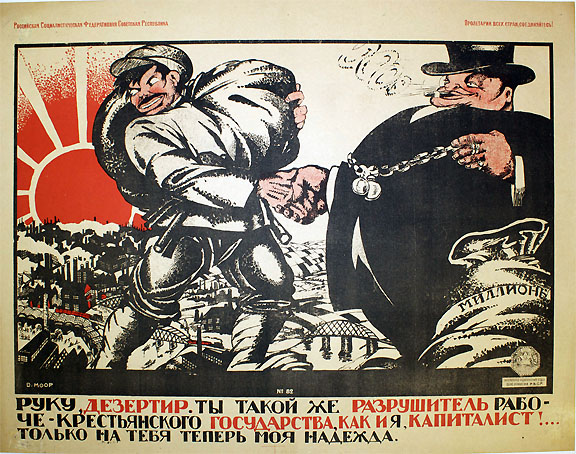 Российская Социалистическая Федеративная Советская Республика
Пролетарии всех стран, соединяйтесь!
МИЛЛИОНЫ
D. МООР
№ 82
РУКУ, ДЕЗЕРТИР. ТЫ ТАКОЙ ЖЕ РАЗРУШИТЕЛЬ РАБО-
ЧЕ-КРЕСТЬЯНСКОГО ГОСУДАРСТВА, КАК И Я, КАПИТАЛИСТ!....
ТОЛЬКО НА ТЕБЯ ТЕПЕРЬ МОЯ НАДЕЖДА.